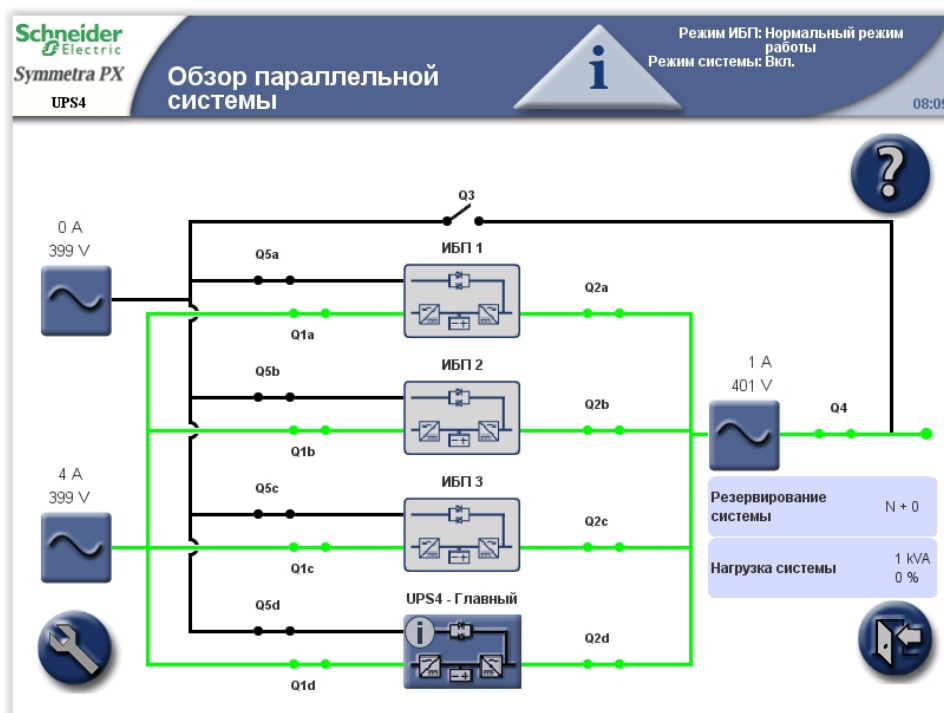 Schneider
Electric
Symmetra PX
UPS4
Обзор параллельной
системы
i
Режим ИБП: Нормальный режим
работы
Режим системы: Вкл.
08:09
?
0 A
399 V
Q3
Q5a
ИБП 1
Q1a
Q2a
Q5b
ИБП 2
Q1b
Q2b
1 A
401 V
Q4
4 A
399 V
Q5c
ИБП 3
Q1c
Q2c
Резервирование
системы
N + 0
Нагрузка системы
1 kVA
0 %
Q5d
UPS4 - Главный
i
Q1d
Q2d